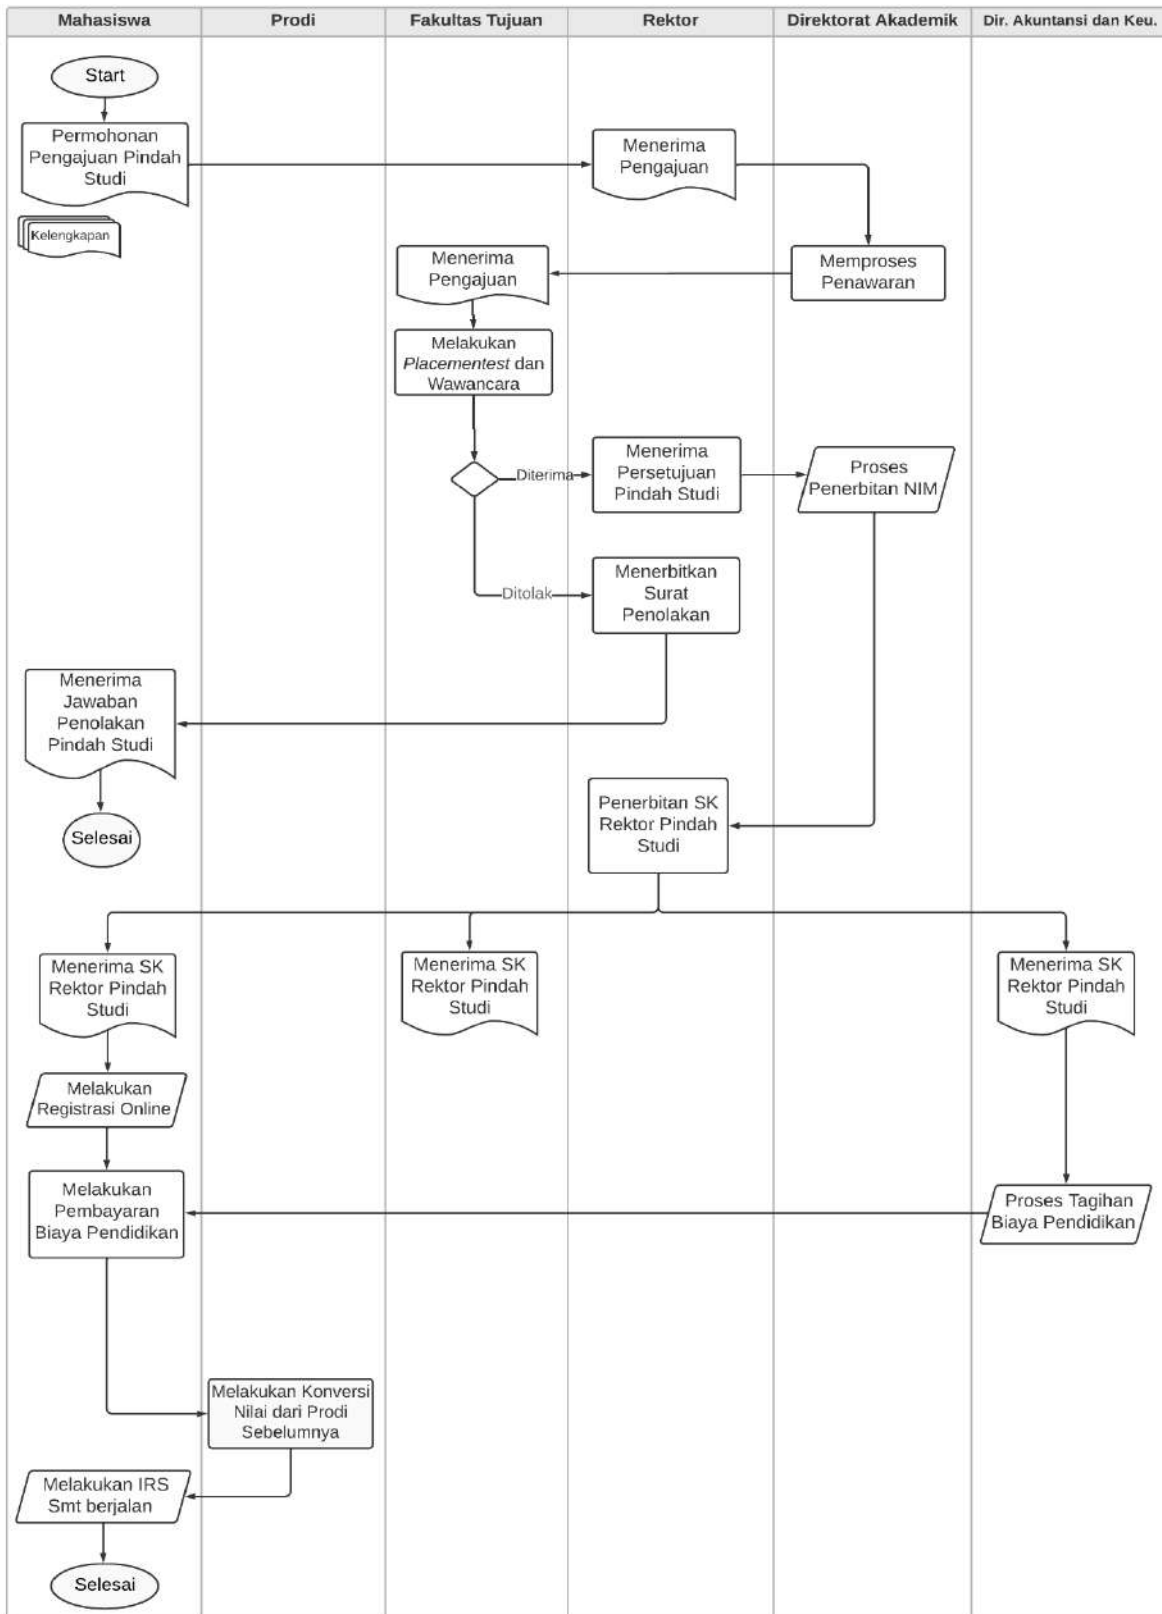 Mahasiswa
Prodi
Fakultas Tujuan
Rektor
Direktorat Akademik
Dir. Akuntansi dan Keu.
Start
Permohonan
Pengajuan Pindah
Studi
Menerima
Pengajuan
Kelengkapan
Menerima
Pengajuan
Memproses
Penawaran
Melakukan
Placementest dan
Wawancara
Diterima
Menerima
Persetujuan
Pindah Studi
Proses
Penerbitan NIM
Ditolak
Menerbitkan
Surat
Penolakan
Menerima
Jawaban
Penolakan
Pindah Studi
Selesai
Penerbitan SK
Rektor Pindah
Studi
Menerima SK
Rektor Pindah
Studi
Menerima SK
Rektor Pindah
Studi
Menerima SK
Rektor Pindah
Studi
Melakukan
Registrasi Online
Melakukan
Pembayaran
Biaya Pendidikan
Proses Tagihan
Biaya Pendidikan
Melakukan Konversi
Nilai dari Prodi
Sebelumnya
Melakukan IRS
Smt berjalan
Selesai